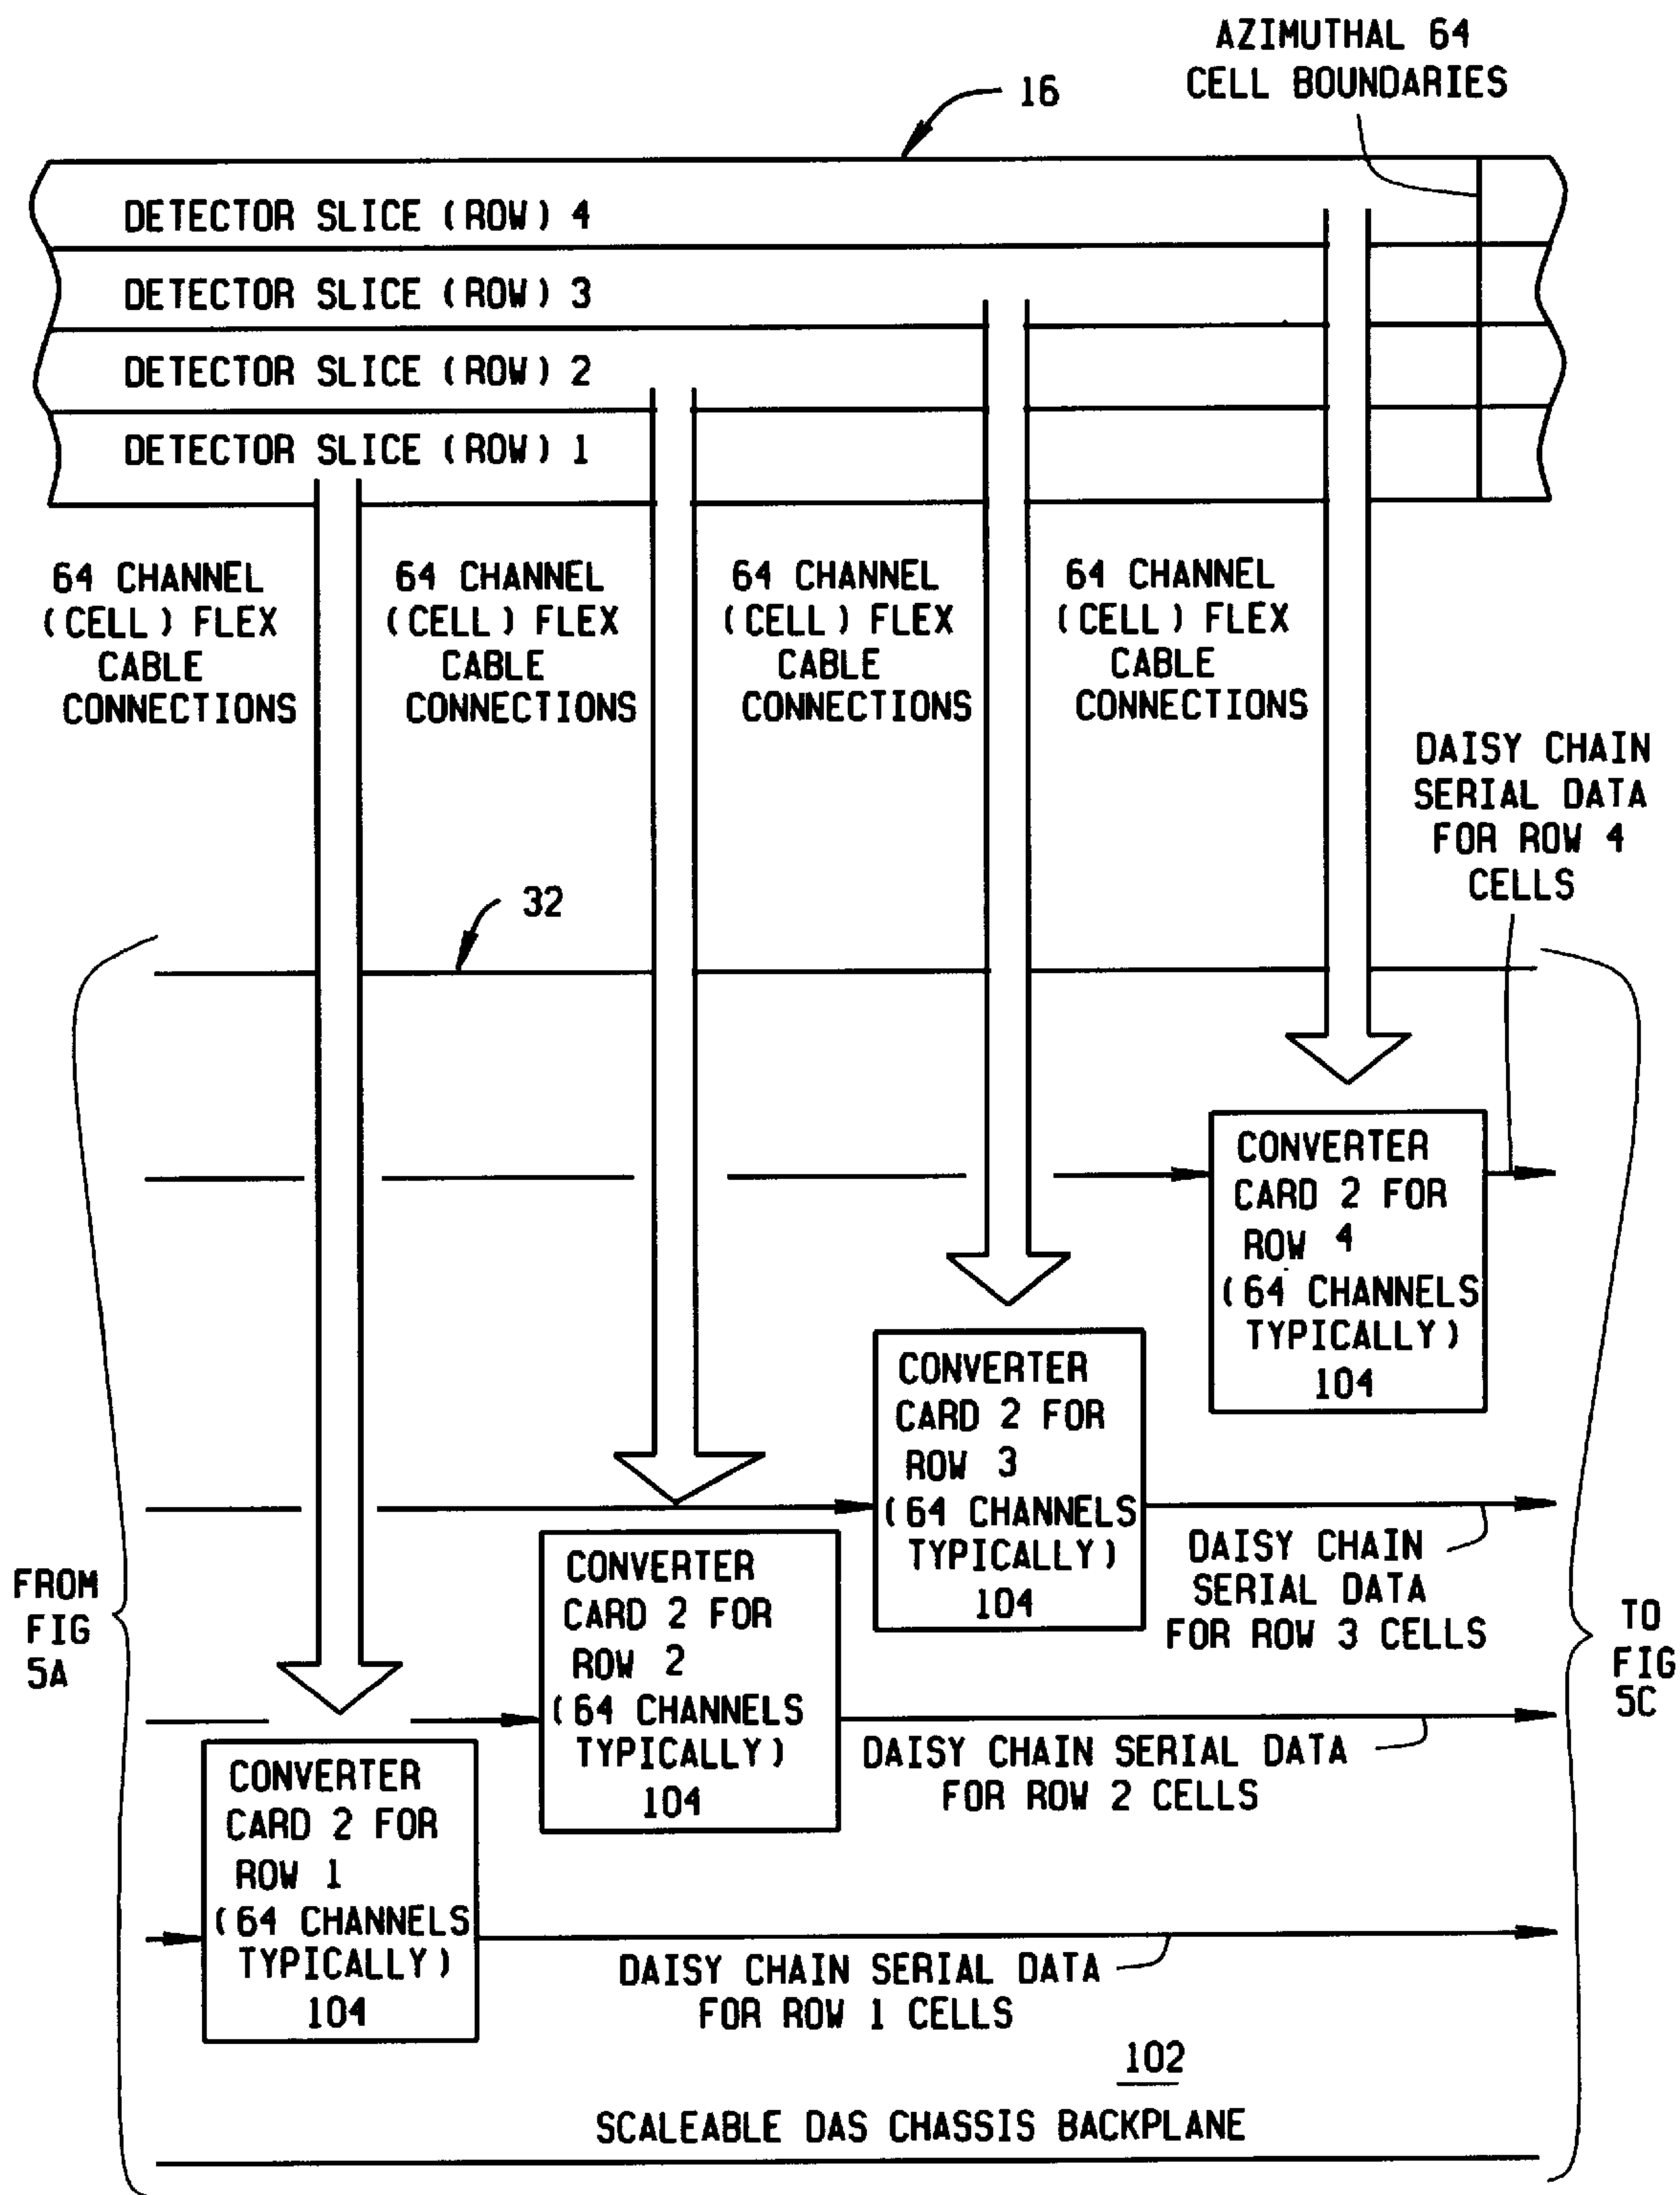 AZIMUTHAL 64
CELL BOUNDARIES
16
DETECTOR SLICE (ROW) 4
DETECTOR SLICE (ROW) 3
DETECTOR SLICE (ROW) 2
DETECTOR SLICE (ROW) 1
64 CHANNEL
(CELL) FLEX
CABLE
CONNECTIONS
64 CHANNEL
(CELL) FLEX
CABLE
CONNECTIONS
64 CHANNEL
(CELL) FLEX
CABLE
CONNECTIONS
64 CHANNEL
(CELL) FLEX
CABLE
CONNECTIONS
DAISY CHAIN
SERIAL DATA
FOR ROW 4
CELLS
32
CONVERTER
CARD 2 FOR
ROW 4
(64 CHANNELS
TYPICALLY)
104
CONVERTER
CARD 2 FOR
ROW 3
(64 CHANNELS
TYPICALLY)
104
DAISY CHAIN
SERIAL DATA
FOR ROW 3 CELLS
FROM
FIG
5A
TO
FIG
5C
CONVERTER
CARD 2 FOR
ROW 2
(64 CHANNELS
TYPICALLY)
104
DAISY CHAIN SERIAL DATA
FOR ROW 2 CELLS
CONVERTER
CARD 2 FOR
ROW 1
(64 CHANNELS
TYPICALLY)
104
DAISY CHAIN SERIAL DATA
FOR ROW 1 CELLS
102
SCALEABLE DAS CHASSIS BACKPLANE